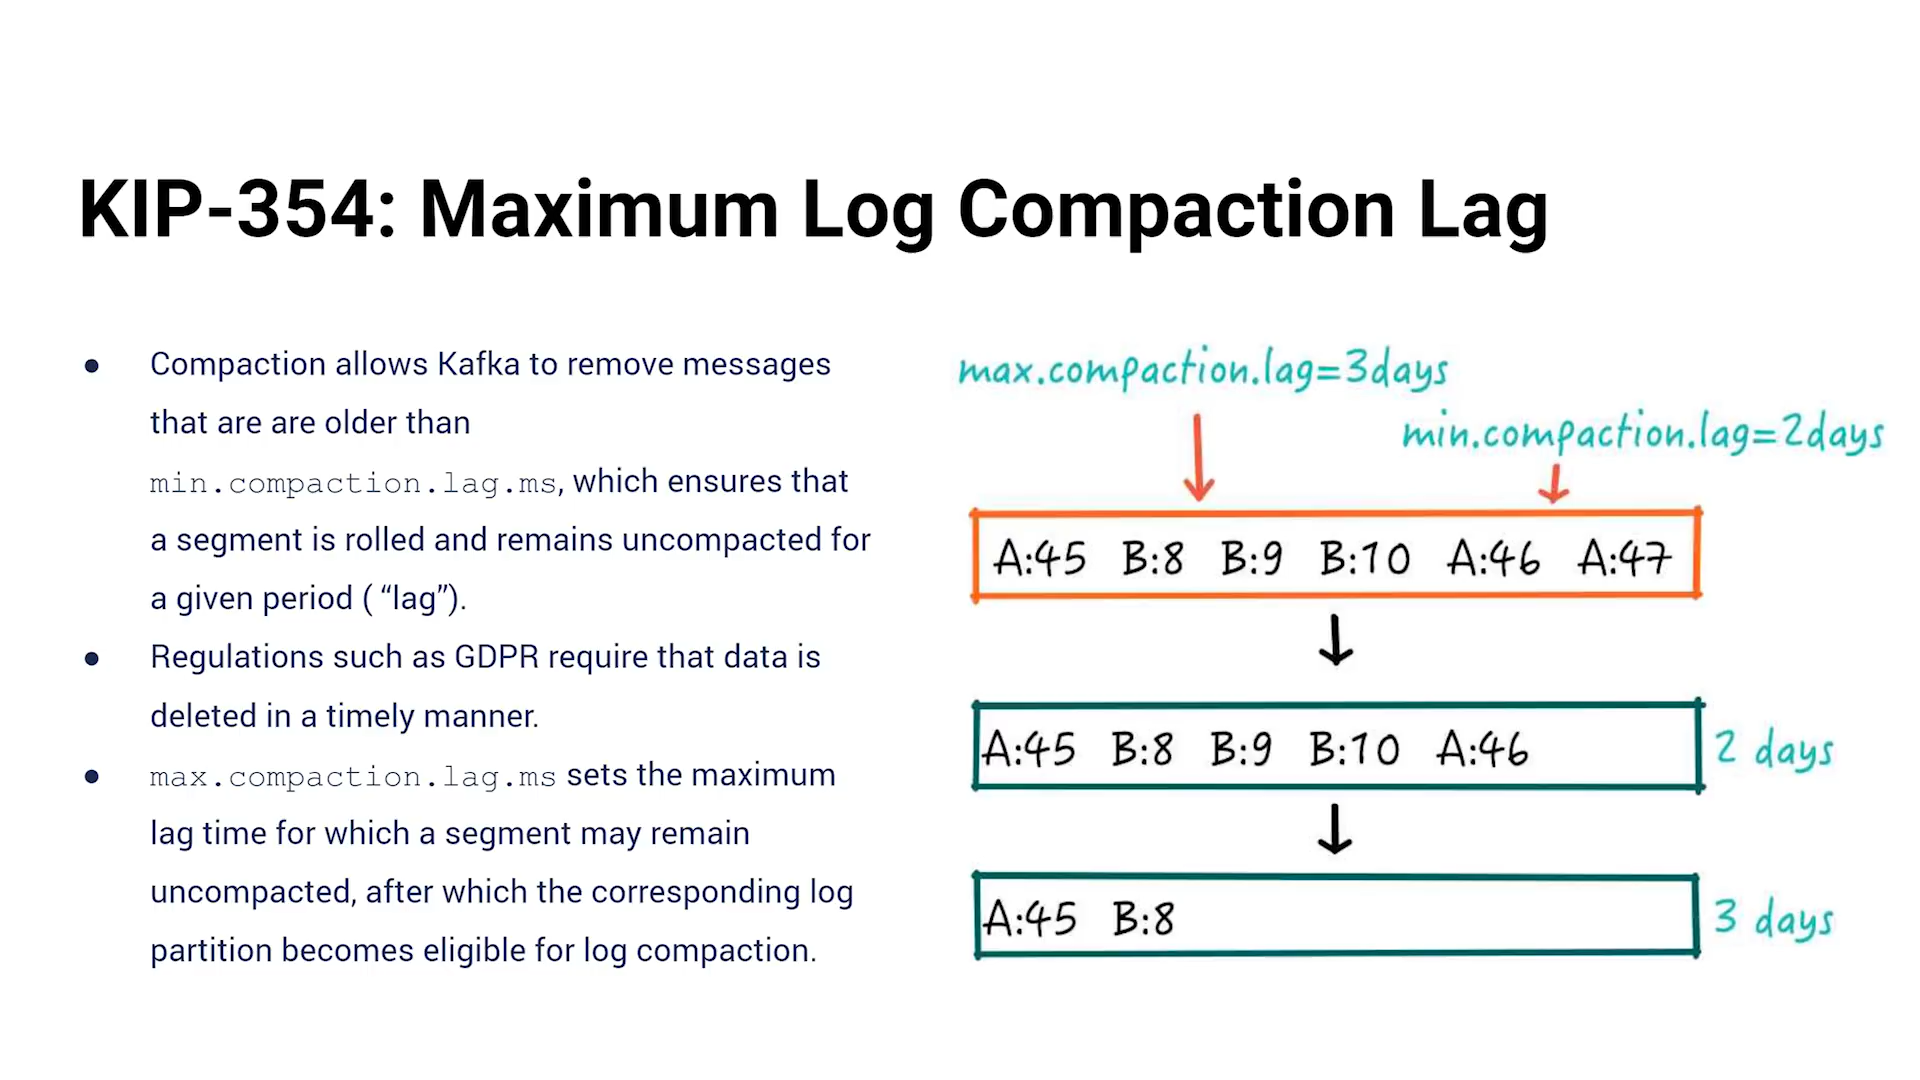 KIP-354: Maximum Log Compaction Lag
● Compaction allows Kafka to remove messages
that are are older than
min.compaction.lag.ms, which ensures that
a segment is rolled and remains uncompacted for
a given period ( “lag”).
● Regulations such as GDPR require that data is
deleted in a timely manner.
● max.compaction.lag.ms sets the maximum
lag time for which a segment may remain
uncompacted, after which the corresponding log
partition becomes eligible for log compaction.
max.compaction.lag=3days
min.compaction.lag=2days
A:45 B:8 B:9 B:10 A:46 A:47
A:45 B:8 B:9 B:10 A:46
2 days
A:45 B:8
3 days